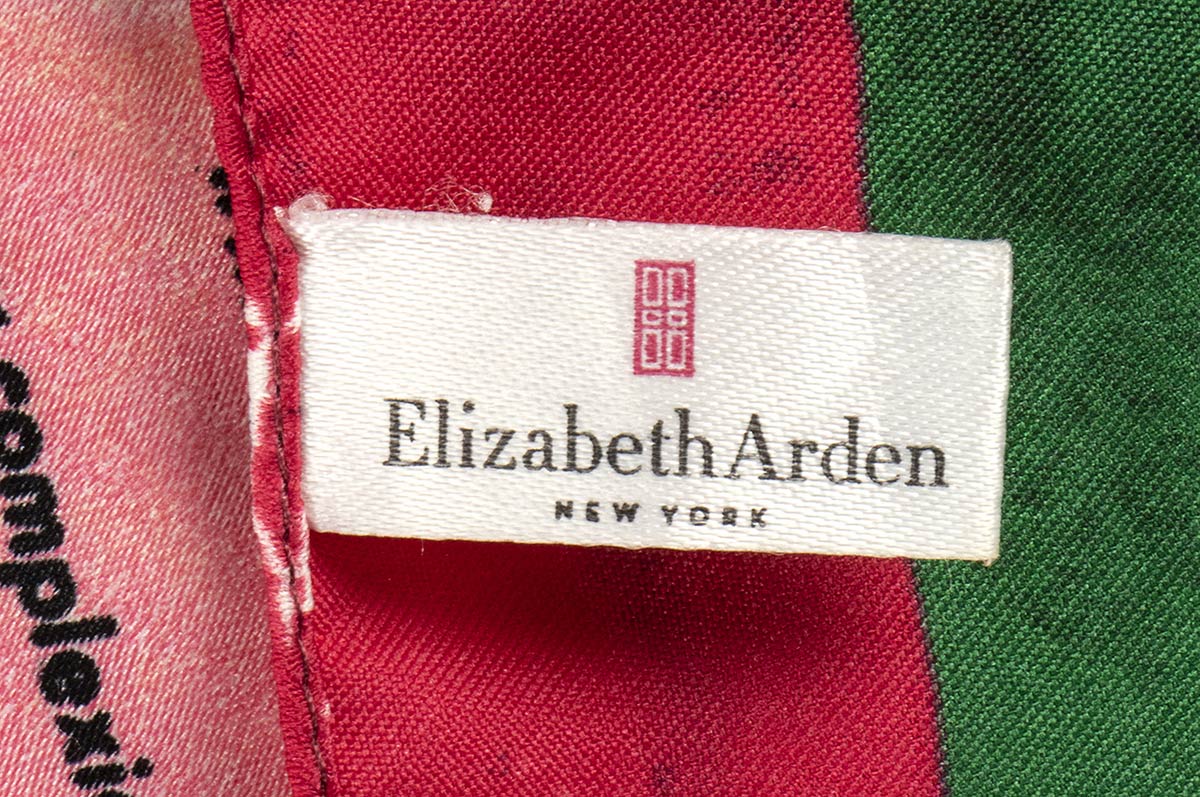 Elizabeth Arden
NEW YORK
complexi